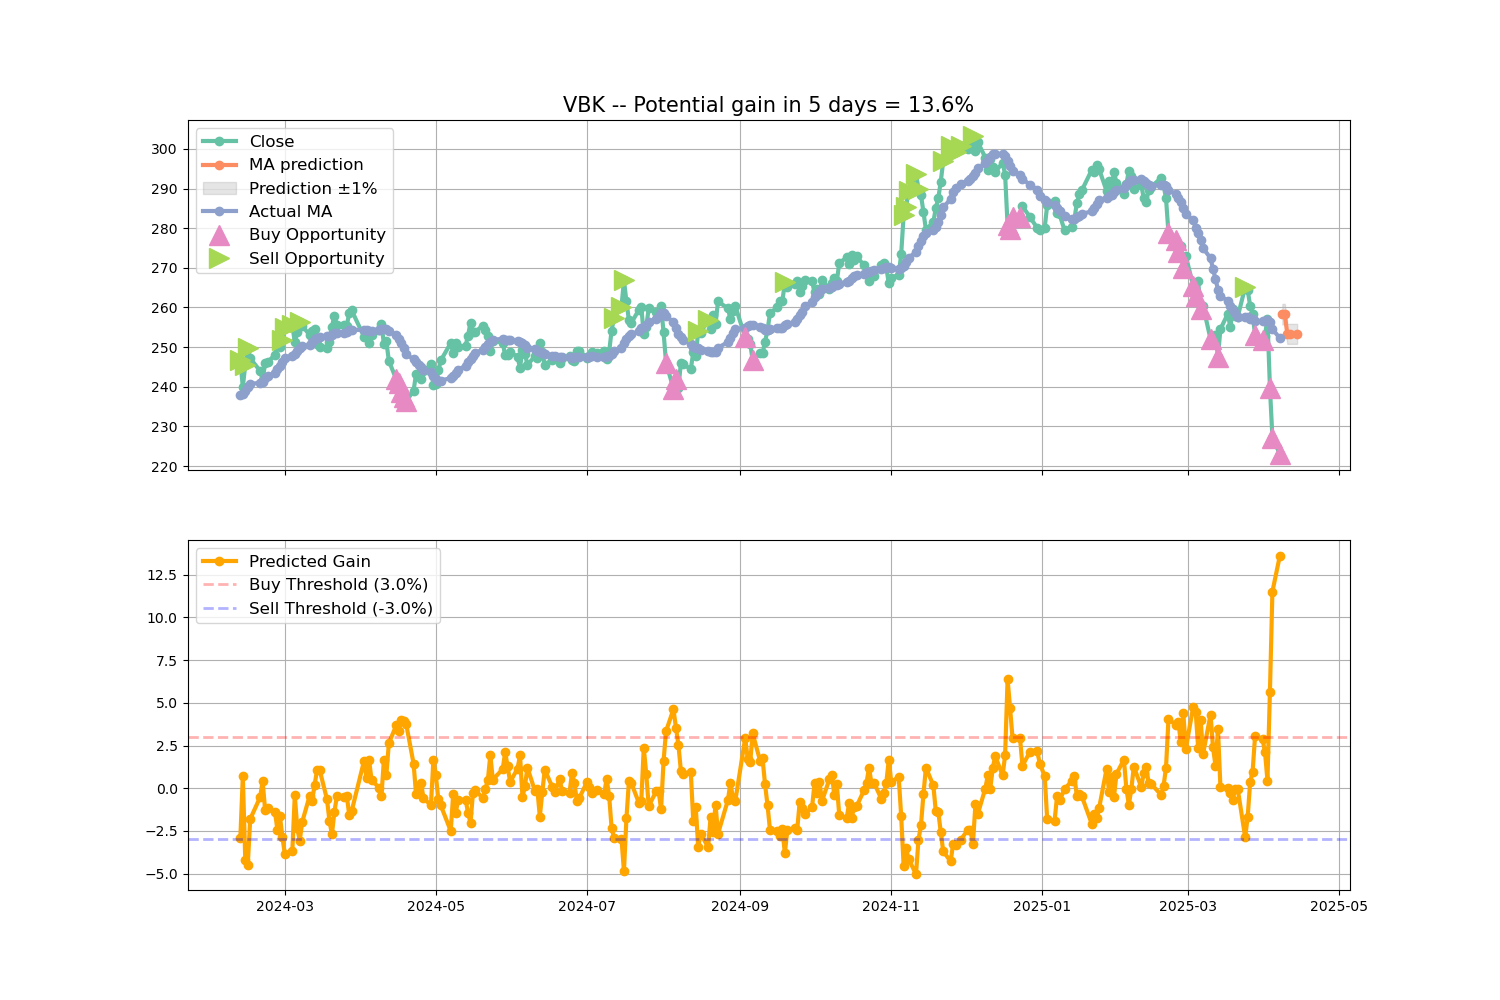 VBK -- Potential gain in 5 days = 13.6%
Close
MA prediction
Prediction ±1%
Actual MA
Buy Opportunity
Sell Opportunity
300
290
280
270
260
250
240
230
220
Predicted Gain
Buy Threshold (3.0%)
Sell Threshold (-3.0%)
12.5
10.0
7.5
5.0
2.5
0.0
−2.5
−5.0
2024-03 2024-05 2024-07 2024-09 2024-11 2025-01 2025-03 2025-05